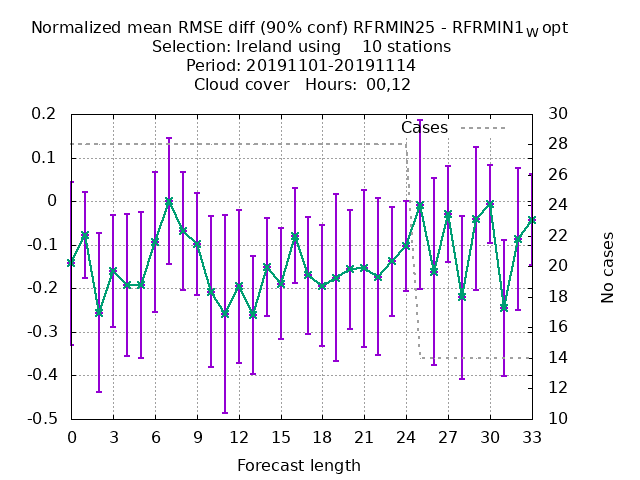 Normalized mean RMSE diff (90% conf) RFRMIN25 - RFRMIN1wopt
Selection: Ireland using 10 stations
Period: 20191101-20191114
Cloud cover Hours: 00,12
Cases
0.2
0.1
0
-0.1
-0.2
-0.3
-0.4
-0.5
30
28
26
24
22
20
18
16
14
12
10
No cases
0 3 6 9 12 15 18 21 24 27 30 33
Forecast length